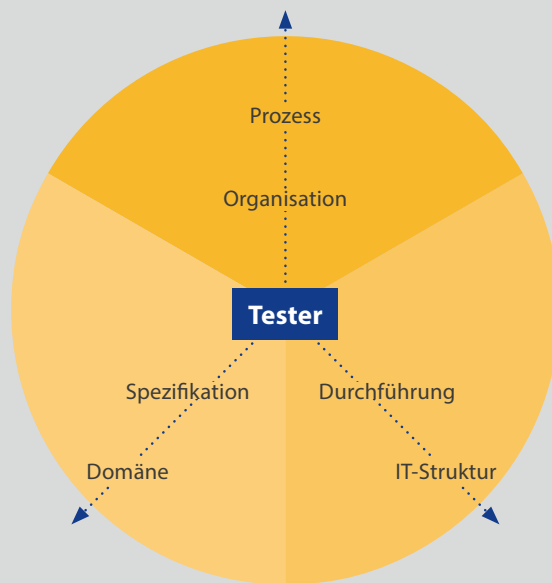 Prozess
Organisation
Tester
Spezifikation
Durchführung
Domäne
IT-Struktur